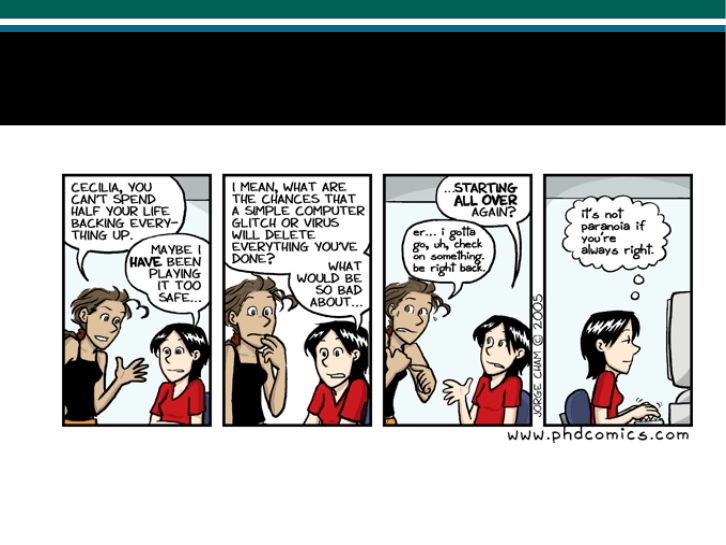 CECILIA, YOU
CAN'T SPEND
HALF YOUR LIFE
BACKING EVERY-
THING UP.
MAYBE I
HAVE BEEN
PLAYING
IT TOO
SAFE...
I MEAN, WHAT ARE
THE CHANCES THAT
A SIMPLE COMPUTER
GLITCH OR VIRUS
WILL DELETE
EVERYTHING YOU'VE
DONE?
WHAT
WOULD BE
SO BAD
ABOUT...
...STARTING
ALL OVER
AGAIN?
er... i gotta
go, uh, check
on something.
be right back.
it's not
paranoia if
you're
always right.
JORGE CHAM © 2005
www.phdcomics.com